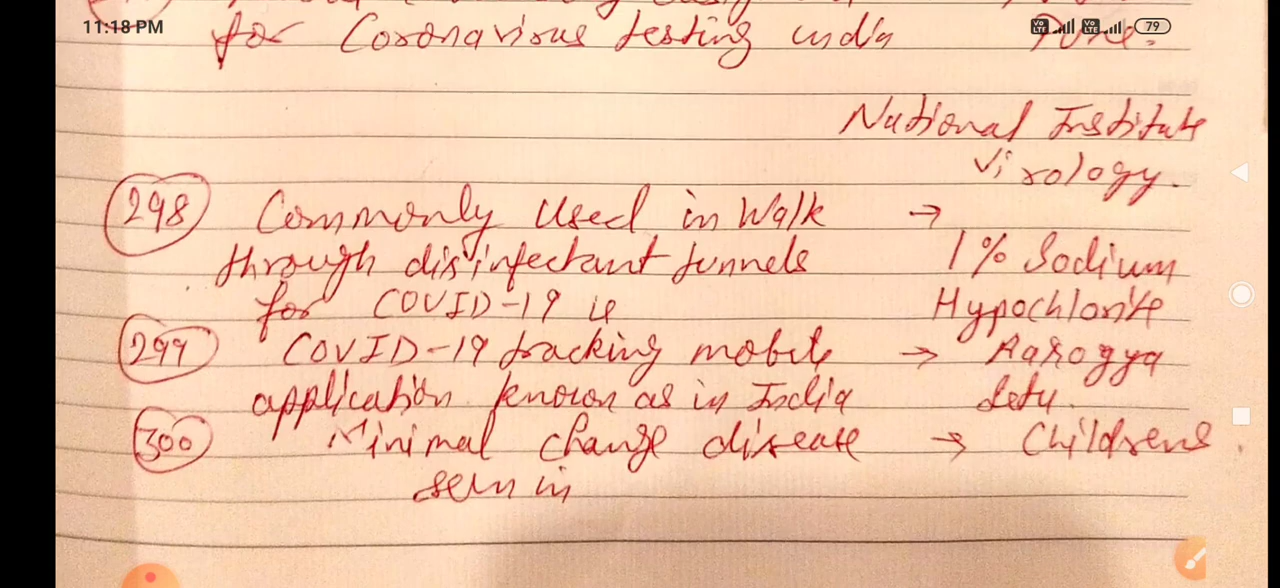 11:18 PM 79
for Coronavirus testing india Pune.
National Institute
Virology.
298 Commonly used in Walk →
through disinfectant tunnels 1% Sodium
for COVID-19 is Hypochlorite
299 COVID-19 tracking mobile → Aarogya
application known as in India Setu.
300 Minimal change disease → Childrens
seen in